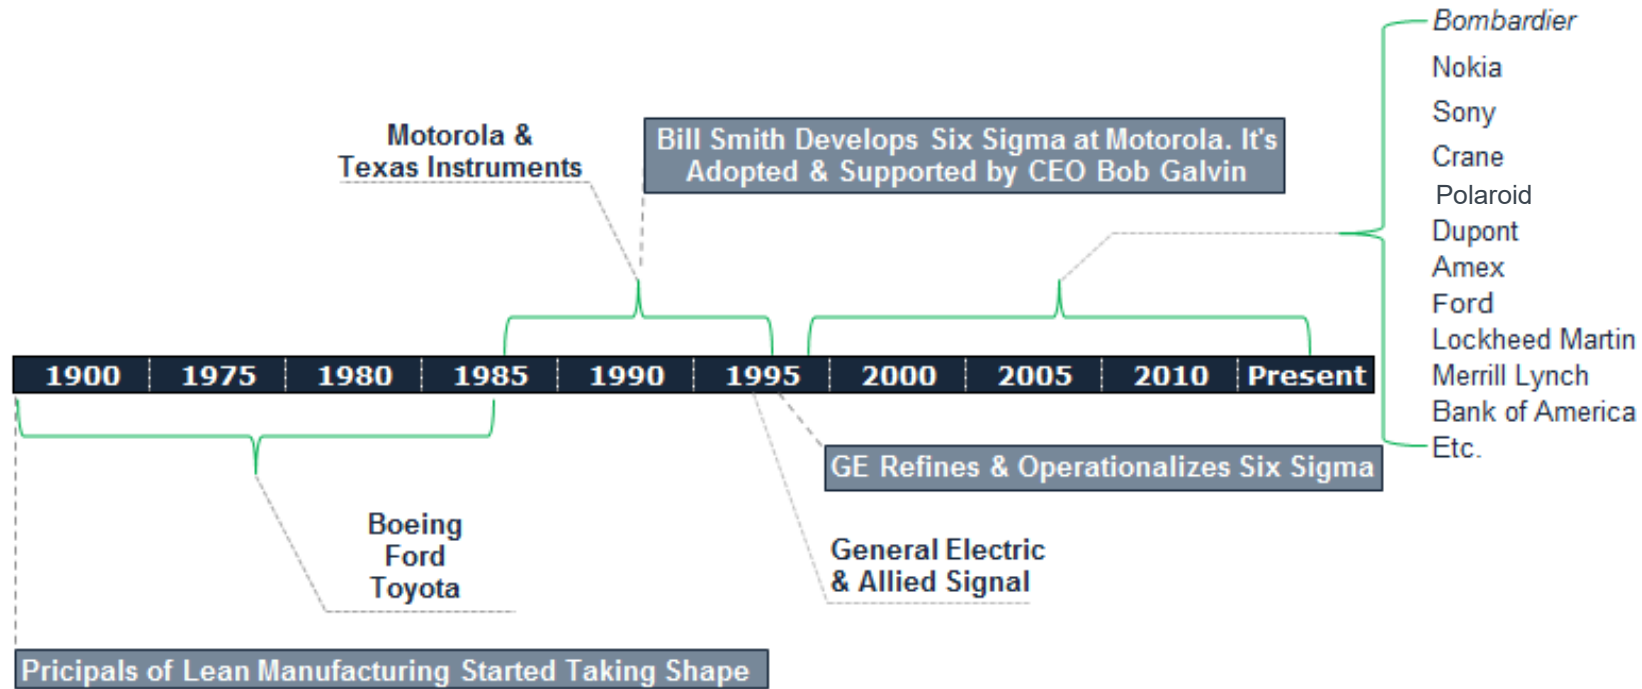 Bombardier
Nokia
Sony
Crane
Polaroid
Dupont
Amex
Ford
Lockheed Martin
Merrill Lynch
Bank of America
Etc.
Motorola &
Texas Instruments
Bill Smith Develops Six Sigma at Motorola. It's
Adopted & Supported by CEO Bob Galvin
1900 1975 1980 1985 1990 1995 2000 2005 2010 Present
GE Refines & Operationalizes Six Sigma
Boeing
Ford
Toyota
General Electric
& Allied Signal
Pricipals of Lean Manufacturing Started Taking Shape